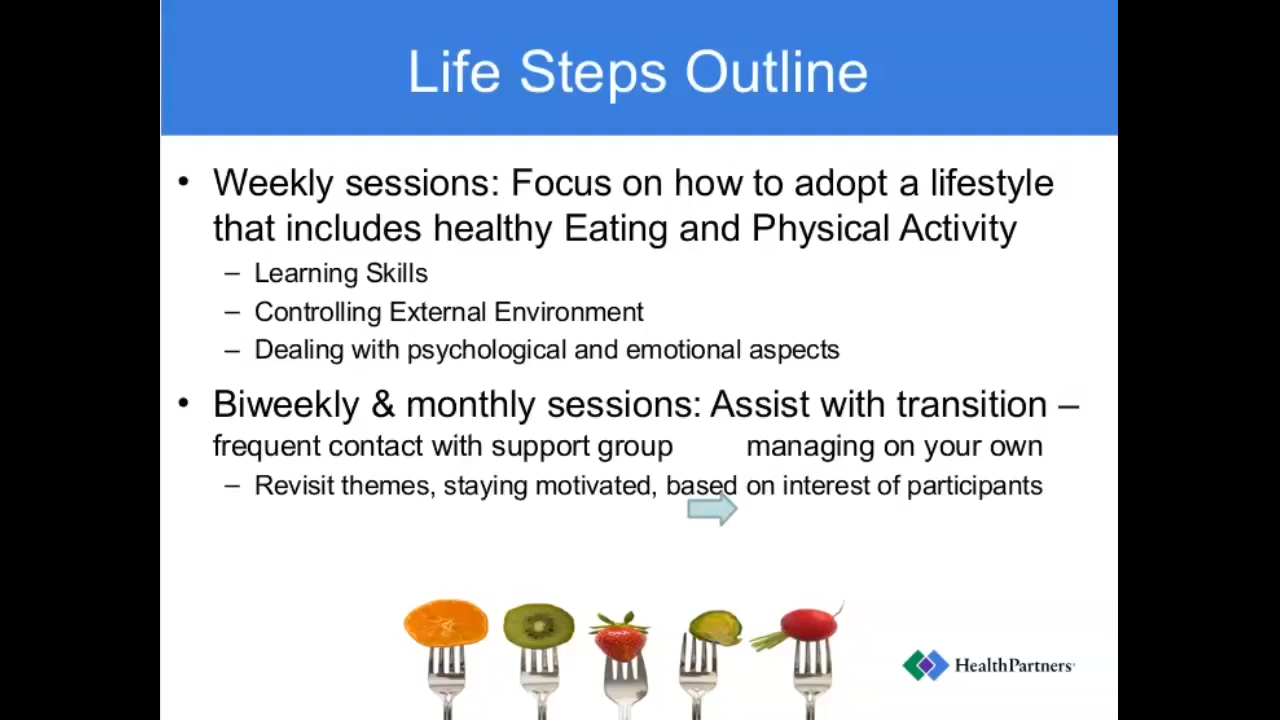 Life Steps Outline
• Weekly sessions: Focus on how to adopt a lifestyle
that includes healthy Eating and Physical Activity
– Learning Skills
– Controlling External Environment
– Dealing with psychological and emotional aspects
• Biweekly & monthly sessions: Assist with transition –
frequent contact with support group managing on your own
– Revisit themes, staying motivated, based on interest of participants
HealthPartners